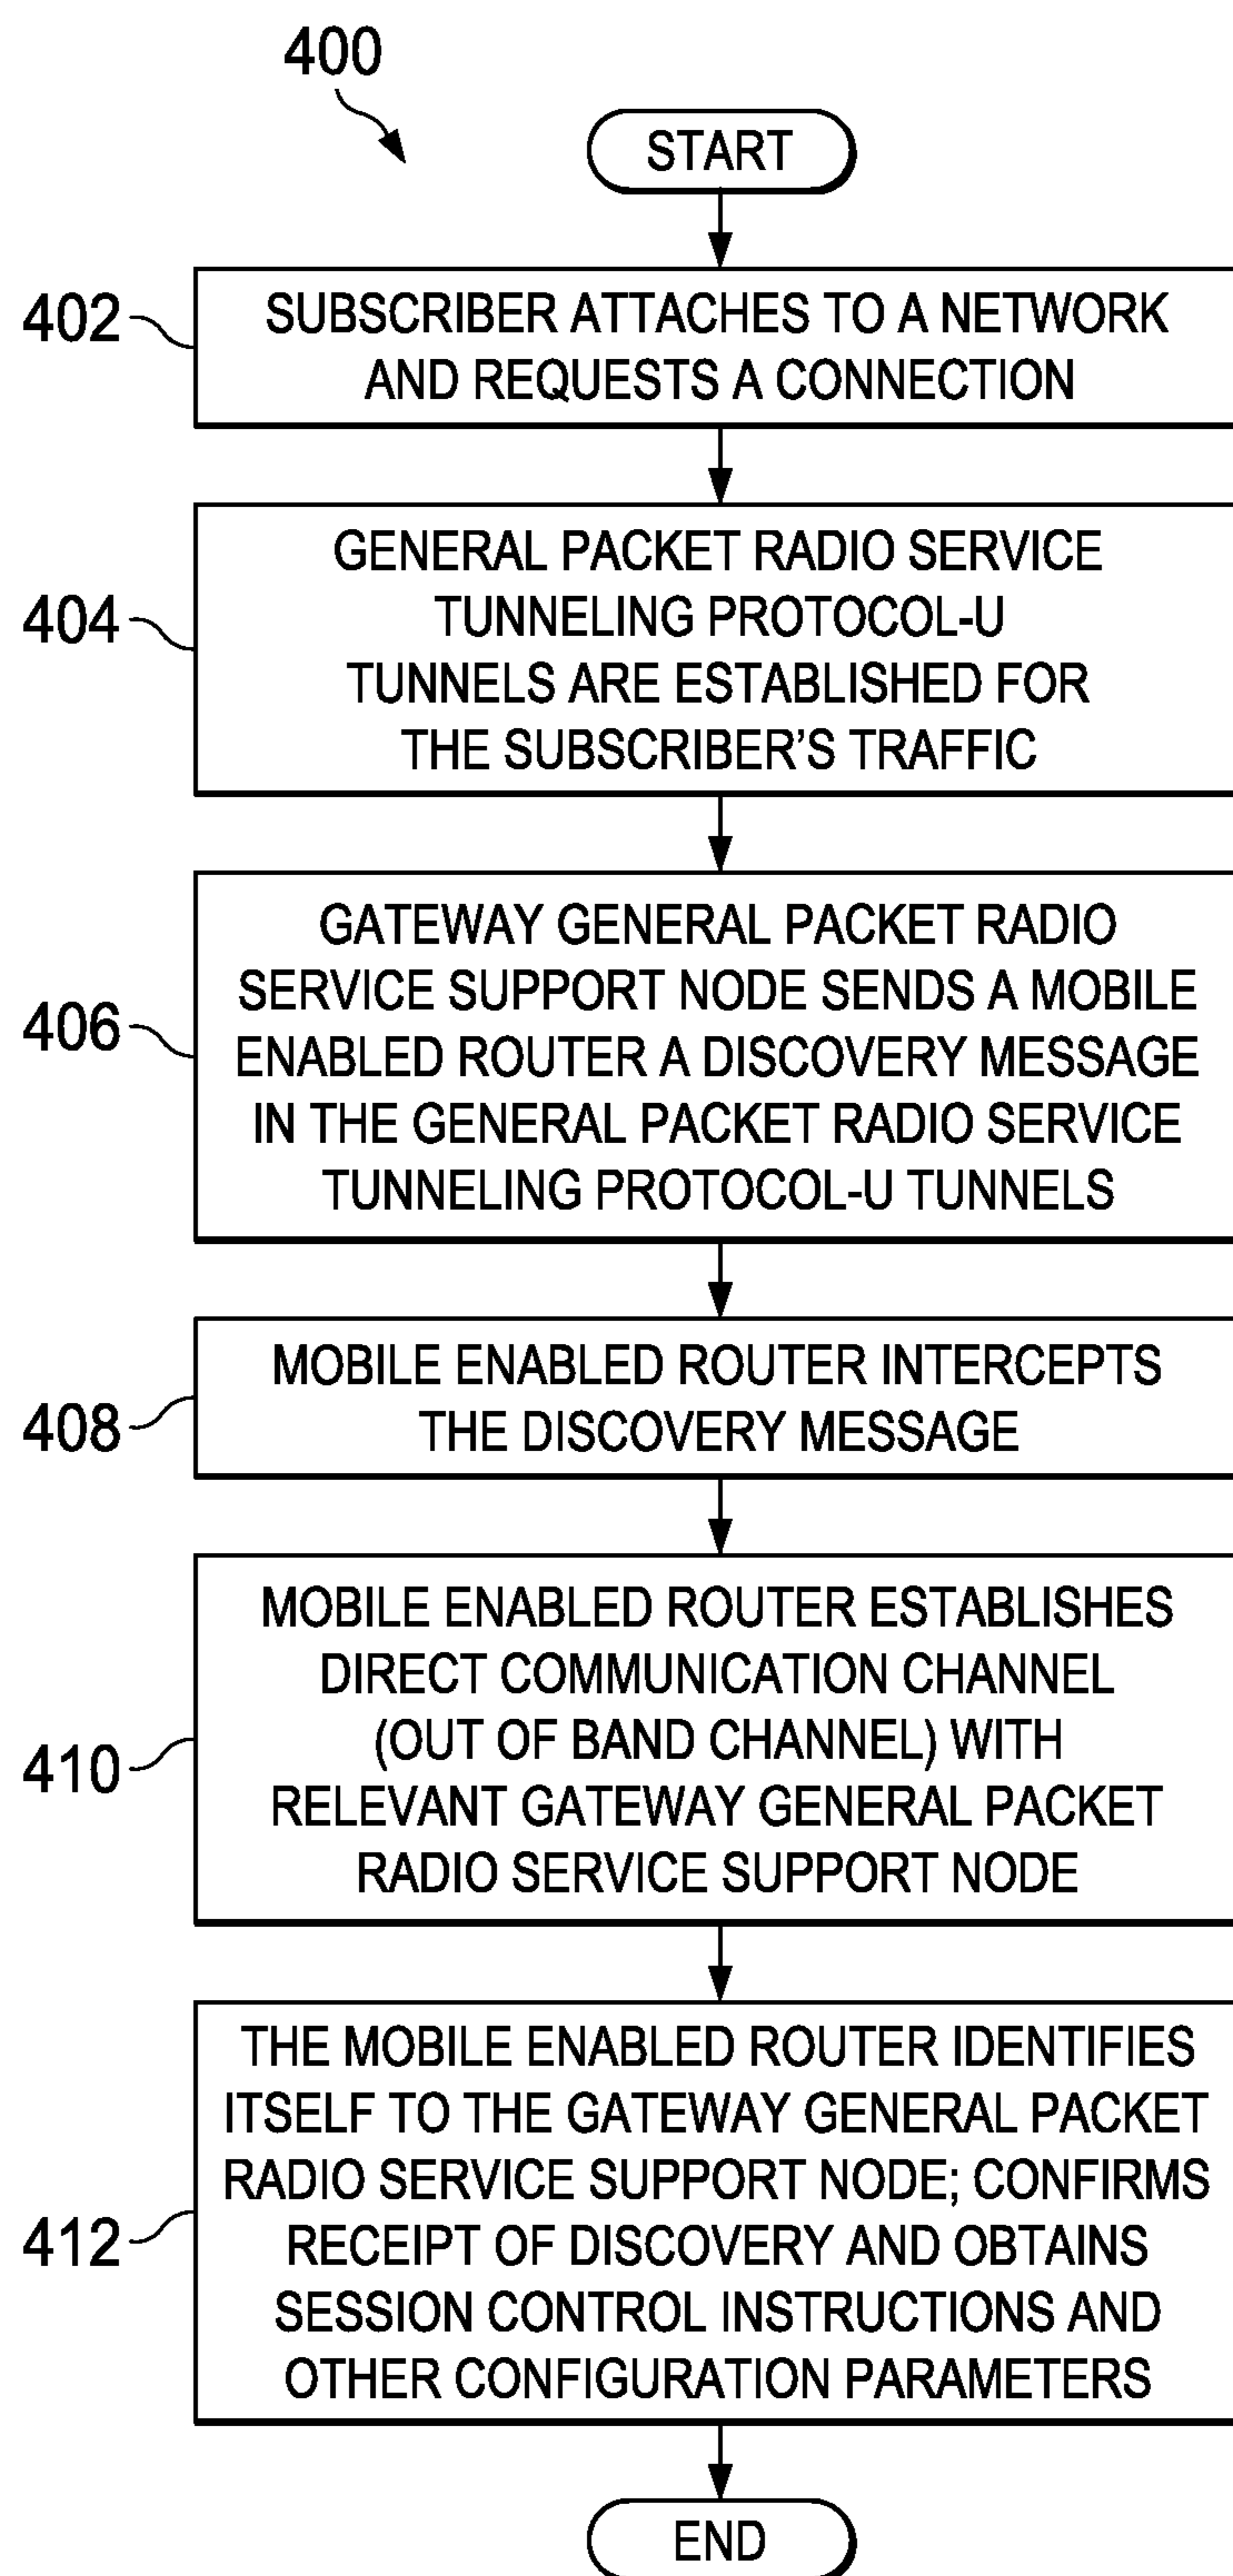 400
START
402
SUBSCRIBER ATTACHES TO A NETWORK
AND REQUESTS A CONNECTION
404
GENERAL PACKET RADIO SERVICE
TUNNELING PROTOCOL-U
TUNNELS ARE ESTABLISHED FOR
THE SUBSCRIBER'S TRAFFIC
406
GATEWAY GENERAL PACKET RADIO
SERVICE SUPPORT NODE SENDS A MOBILE
ENABLED ROUTER A DISCOVERY MESSAGE
IN THE GENERAL PACKET RADIO SERVICE
TUNNELING PROTOCOL-U TUNNELS
408
MOBILE ENABLED ROUTER INTERCEPTS
THE DISCOVERY MESSAGE
410
MOBILE ENABLED ROUTER ESTABLISHES
DIRECT COMMUNICATION CHANNEL
(OUT OF BAND CHANNEL) WITH
RELEVANT GATEWAY GENERAL PACKET
RADIO SERVICE SUPPORT NODE
412
THE MOBILE ENABLED ROUTER IDENTIFIES
ITSELF TO THE GATEWAY GENERAL PACKET
RADIO SERVICE SUPPORT NODE; CONFIRMS
RECEIPT OF DISCOVERY AND OBTAINS
SESSION CONTROL INSTRUCTIONS AND
OTHER CONFIGURATION PARAMETERS
END